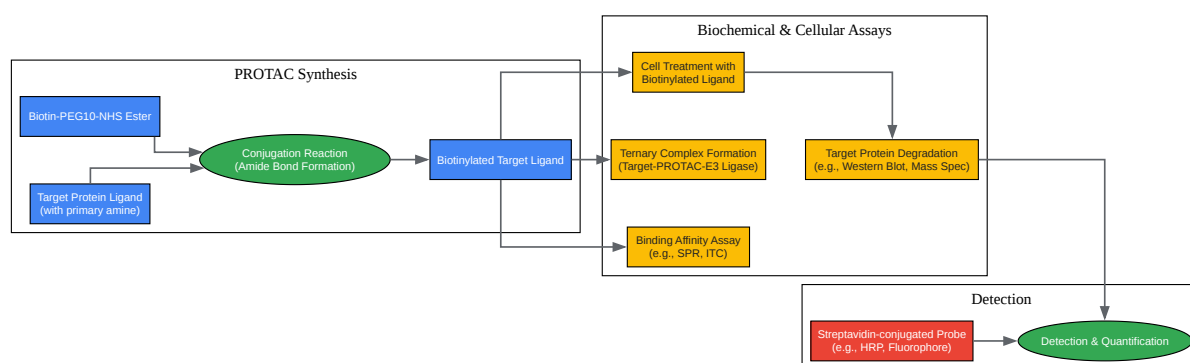 PROTAC Synthesis
Biotin-PEG10-NHS Ester
Target Protein Ligand
(with primary amine)
Conjugation Reaction
(Amide Bond Formation)
Biotinylated Target Ligand
Biochemical & Cellular Assays
Cell Treatment with
Biotinylated Ligand
Ternary Complex Formation
(Target-PROTAC-E3 Ligase)
Target Protein Degradation
(e.g., Western Blot, Mass Spec)
Binding Affinity Assay
(e.g., SPR, ITC)
Detection
Streptavidin-conjugated Probe
(e.g., HRP, Fluorophore)
Detection & Quantification